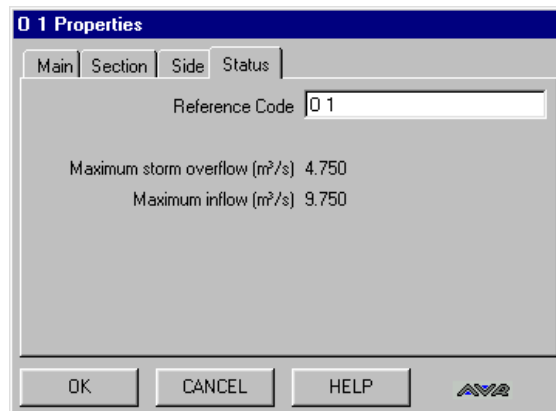 O 1 Properties
Main Section Side Status
Reference Code O 1
Maximum storm overflow (m³/s) 4.750
Maximum inflow (m³/s) 9.750
OK CANCEL HELP